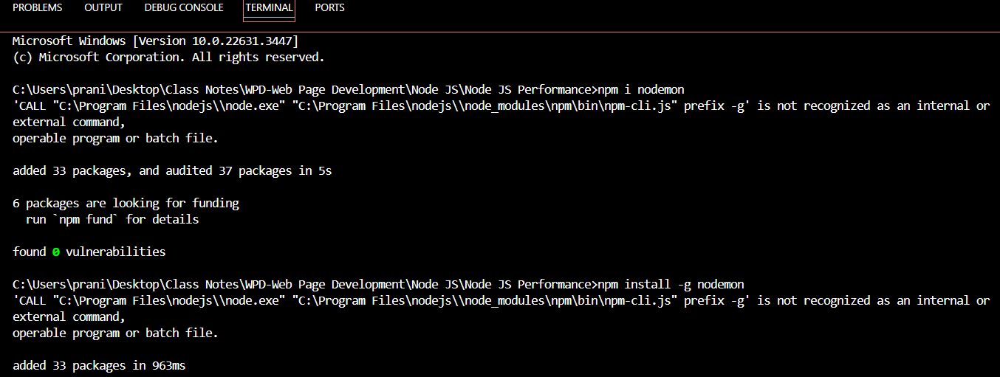 PROBLEMS OUTPUT DEBUG CONSOLE TERMINAL PORTS
Microsoft Windows [Version 10.0.22631.3447]
(c) Microsoft Corporation. All rights reserved.
C:\Users\prani\Desktop\Class Notes\WPD-Web Page Development\Node JS\Node JS Performance>npm i nodemon
'CALL "C:\Program Files\nodejs\\node.exe" "C:\Program Files\nodejs\\node_modules\npm\bin\npm-cli.js" prefix -g' is not recognized as an internal or
external command,
operable program or batch file.
added 33 packages, and audited 37 packages in 5s
6 packages are looking for funding
  run `npm fund` for details
found 0 vulnerabilities
C:\Users\prani\Desktop\Class Notes\WPD-Web Page Development\Node JS\Node JS Performance>npm install -g nodemon
'CALL "C:\Program Files\nodejs\\node.exe" "C:\Program Files\nodejs\\node_modules\npm\bin\npm-cli.js" prefix -g' is not recognized as an internal or
external command,
operable program or batch file.
added 33 packages in 963ms